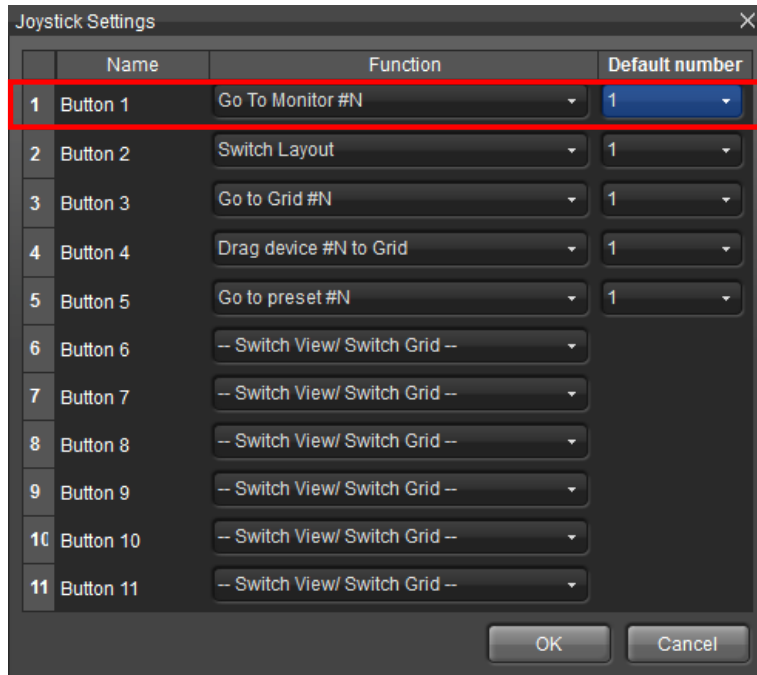 Joystick Settings
Name Function Default number
1 Button 1 Go To Monitor #N 1
2 Button 2 Switch Layout 1
3 Button 3 Go to Grid #N 1
4 Button 4 Drag device #N to Grid 1
5 Button 5 Go to preset #N 1
6 Button 6 -- Switch View/ Switch Grid --
7 Button 7 -- Switch View/ Switch Grid --
8 Button 8 -- Switch View/ Switch Grid --
9 Button 9 -- Switch View/ Switch Grid --
10 Button 10 -- Switch View/ Switch Grid --
11 Button 11 -- Switch View/ Switch Grid --
OK Cancel